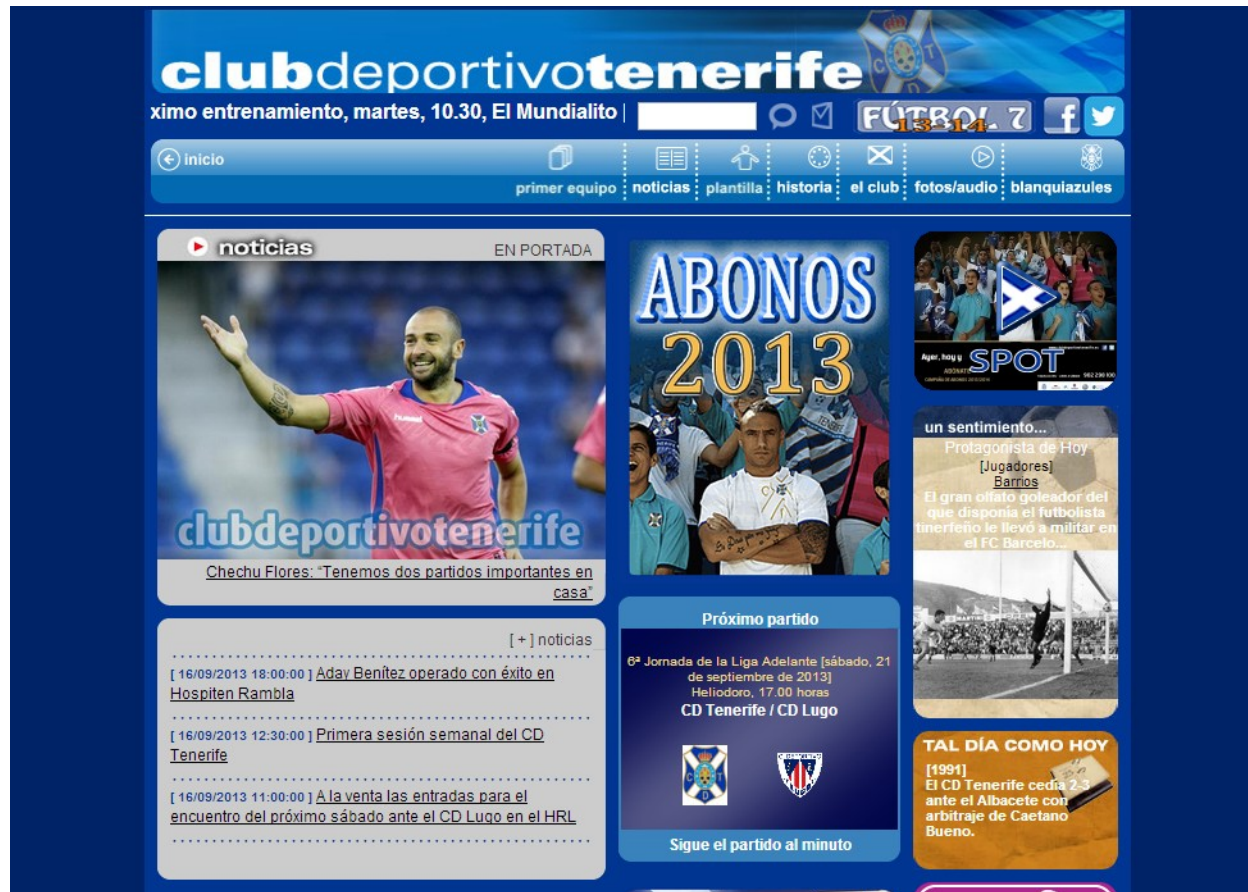 clubdeportivotenerife
ximo entrenamiento, martes, 10.30, El Mundialito |
FÚTBOL 7
13-14
inicio
primer equipo
noticias
plantilla
historia
el club
fotos/audio
blanquiazules
noticias
EN PORTADA
clubdeportivotenerife
Chechu Flores: “Tenemos dos partidos importantes en
casa”
[ + ] noticias
[ 16/09/2013 18:00:00 ] Aday Benítez operado con éxito en
Hospiten Rambla
[ 16/09/2013 12:30:00 ] Primera sesión semanal del CD
Tenerife
[ 16/09/2013 11:00:00 ] A la venta las entradas para el
encuentro del próximo sábado ante el CD Lugo en el HRL
ABONOS
2013
Próximo partido
6ª Jornada de la Liga Adelante [sábado, 21
de septiembre de 2013]
Heliodoro, 17.00 horas
CD Tenerife / CD Lugo
Sigue el partido al minuto
Ayer, hoy y
SPOT
un sentimiento...
Protagonista de Hoy
[Jugadores]
Barrios
El gran olfato goleador del
que disponía el futbolista
tinerfeño le llevó a militar en
el FC Barcelo...
TAL DÍA COMO HOY
[1991]
El CD Tenerife cedía 2-3
ante el Albacete con
arbitraje de Caetano
Bueno.